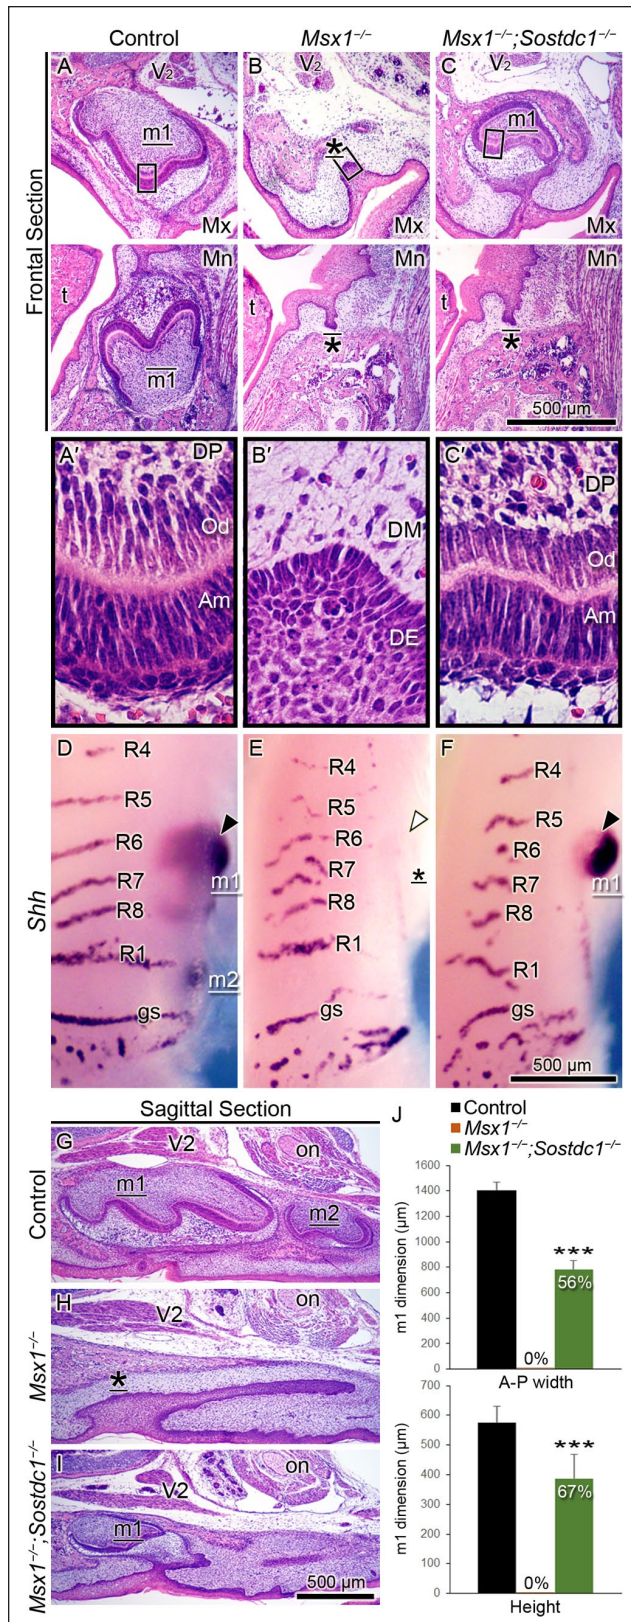 Control
Msx1⁻/⁻
Msx1⁻/⁻;Sostdc1⁻/⁻
Frontal Section
A
V₂
m1
Mx
B
V₂
*
Mx
C
V₂
m1
Mx
Mn
t
m1
Mn
t
*
Mn
t
*
500 µm
A′
DP
Od
Am
B′
DM
DE
C′
DP
Od
Am
Shh
D
R4
R5
R6
R7
m1
R8
R1
m2
gs
E
R4
R5
R6
R7
*
R8
R1
gs
F
R4
R5
R6
R7
m1
R8
R1
gs
500 µm
Sagittal Section
Control
G
V2
on
m1
m2
Msx1⁻/⁻
H
V2
on
*
Msx1⁻/⁻;Sostdc1⁻/⁻
I
V2
on
m1
500 µm
J
Control
Msx1⁻/⁻
Msx1⁻/⁻;Sostdc1⁻/⁻
m1 dimension (µm)
1600
1400
1200
1000
800
600
400
200
0
0%
***
56%
A-P width
m1 dimension (µm)
700
600
500
400
300
200
100
0
0%
***
67%
Height